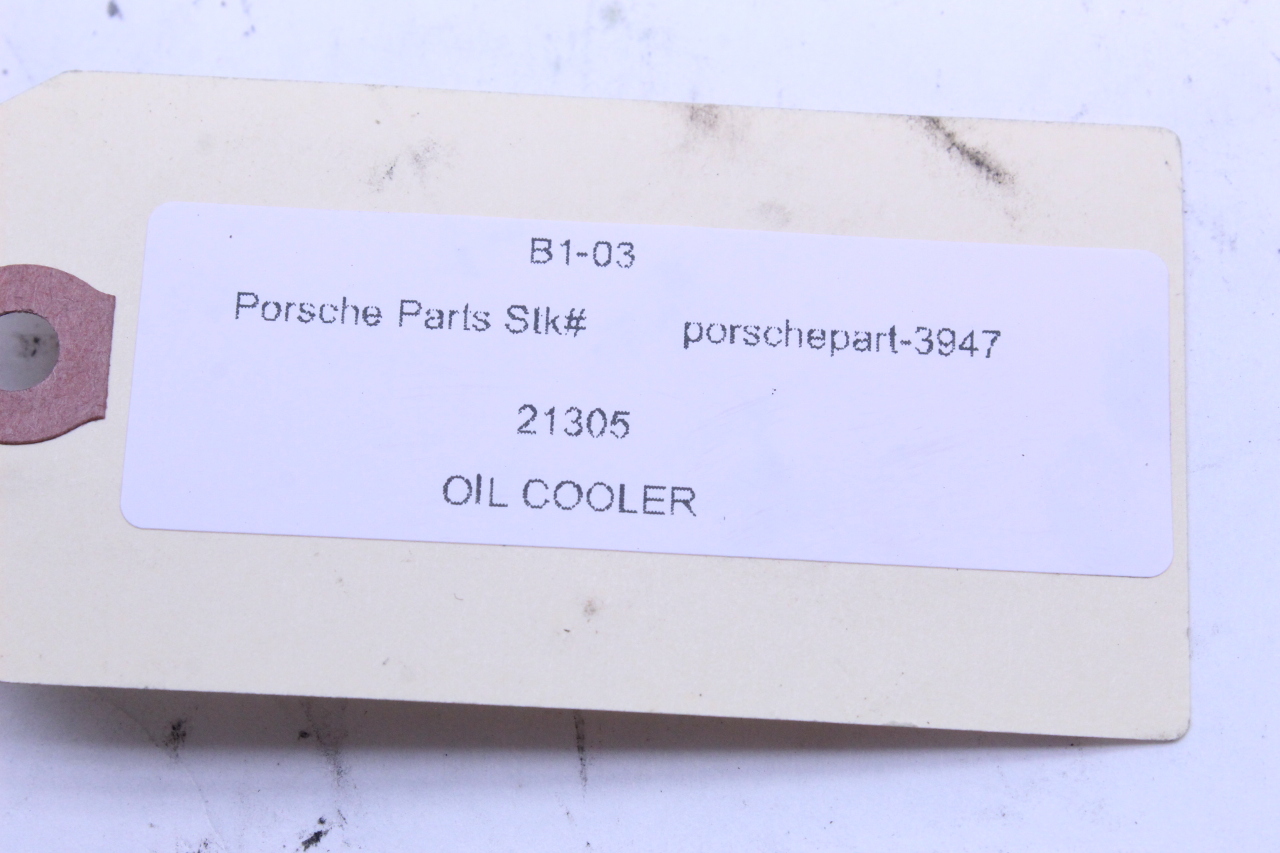 B1-03
Porsche Parts Stk# porschepart-3947
21305
OIL COOLER